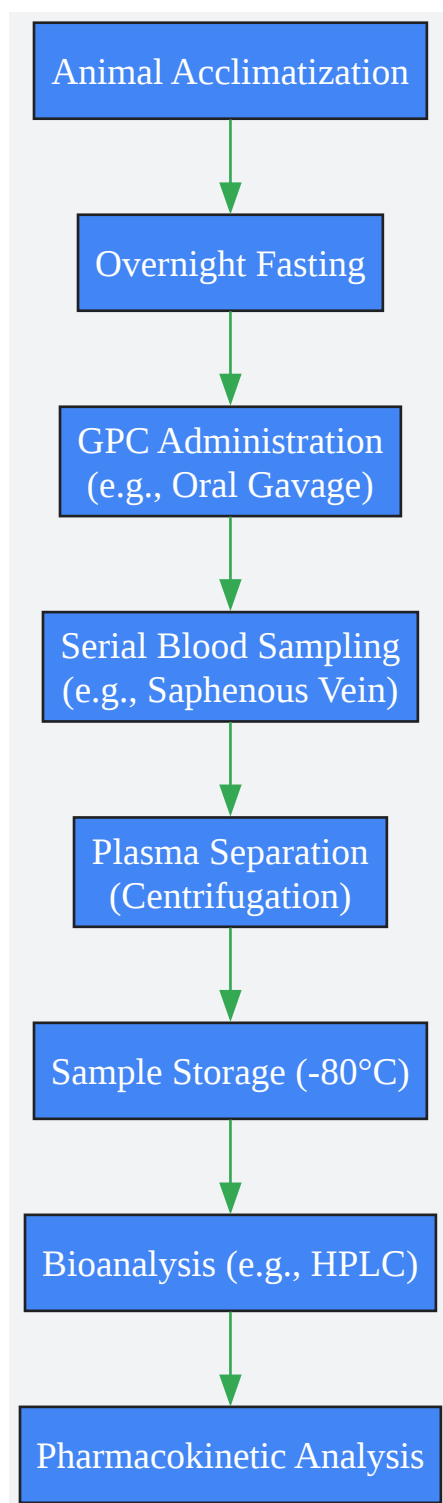 Animal Acclimatization
Overnight Fasting
GPC Administration
(e.g., Oral Gavage)
Serial Blood Sampling
(e.g., Saphenous Vein)
Plasma Separation
(Centrifugation)
Sample Storage (-80°C)
Bioanalysis (e.g., HPLC)
Pharmacokinetic Analysis